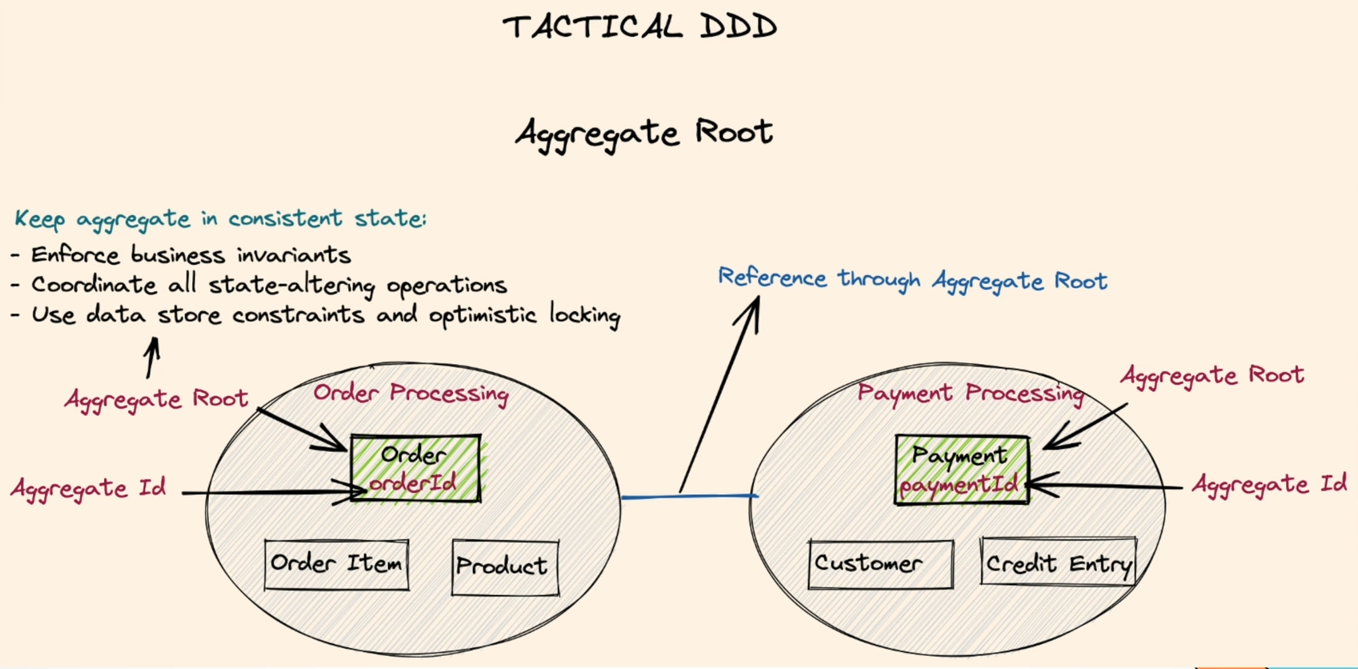 TACTICAL DDD
Aggregate Root
Keep aggregate in consistent state:
- Enforce business invariants
- Coordinate all state-altering operations
- Use data store constraints and optimistic locking
Reference through Aggregate Root
Aggregate Root
Order Processing
Order
orderId
Aggregate Id
Order Item
Product
Payment Processing
Aggregate Root
Payment
paymentId
Aggregate Id
Customer
Credit Entry